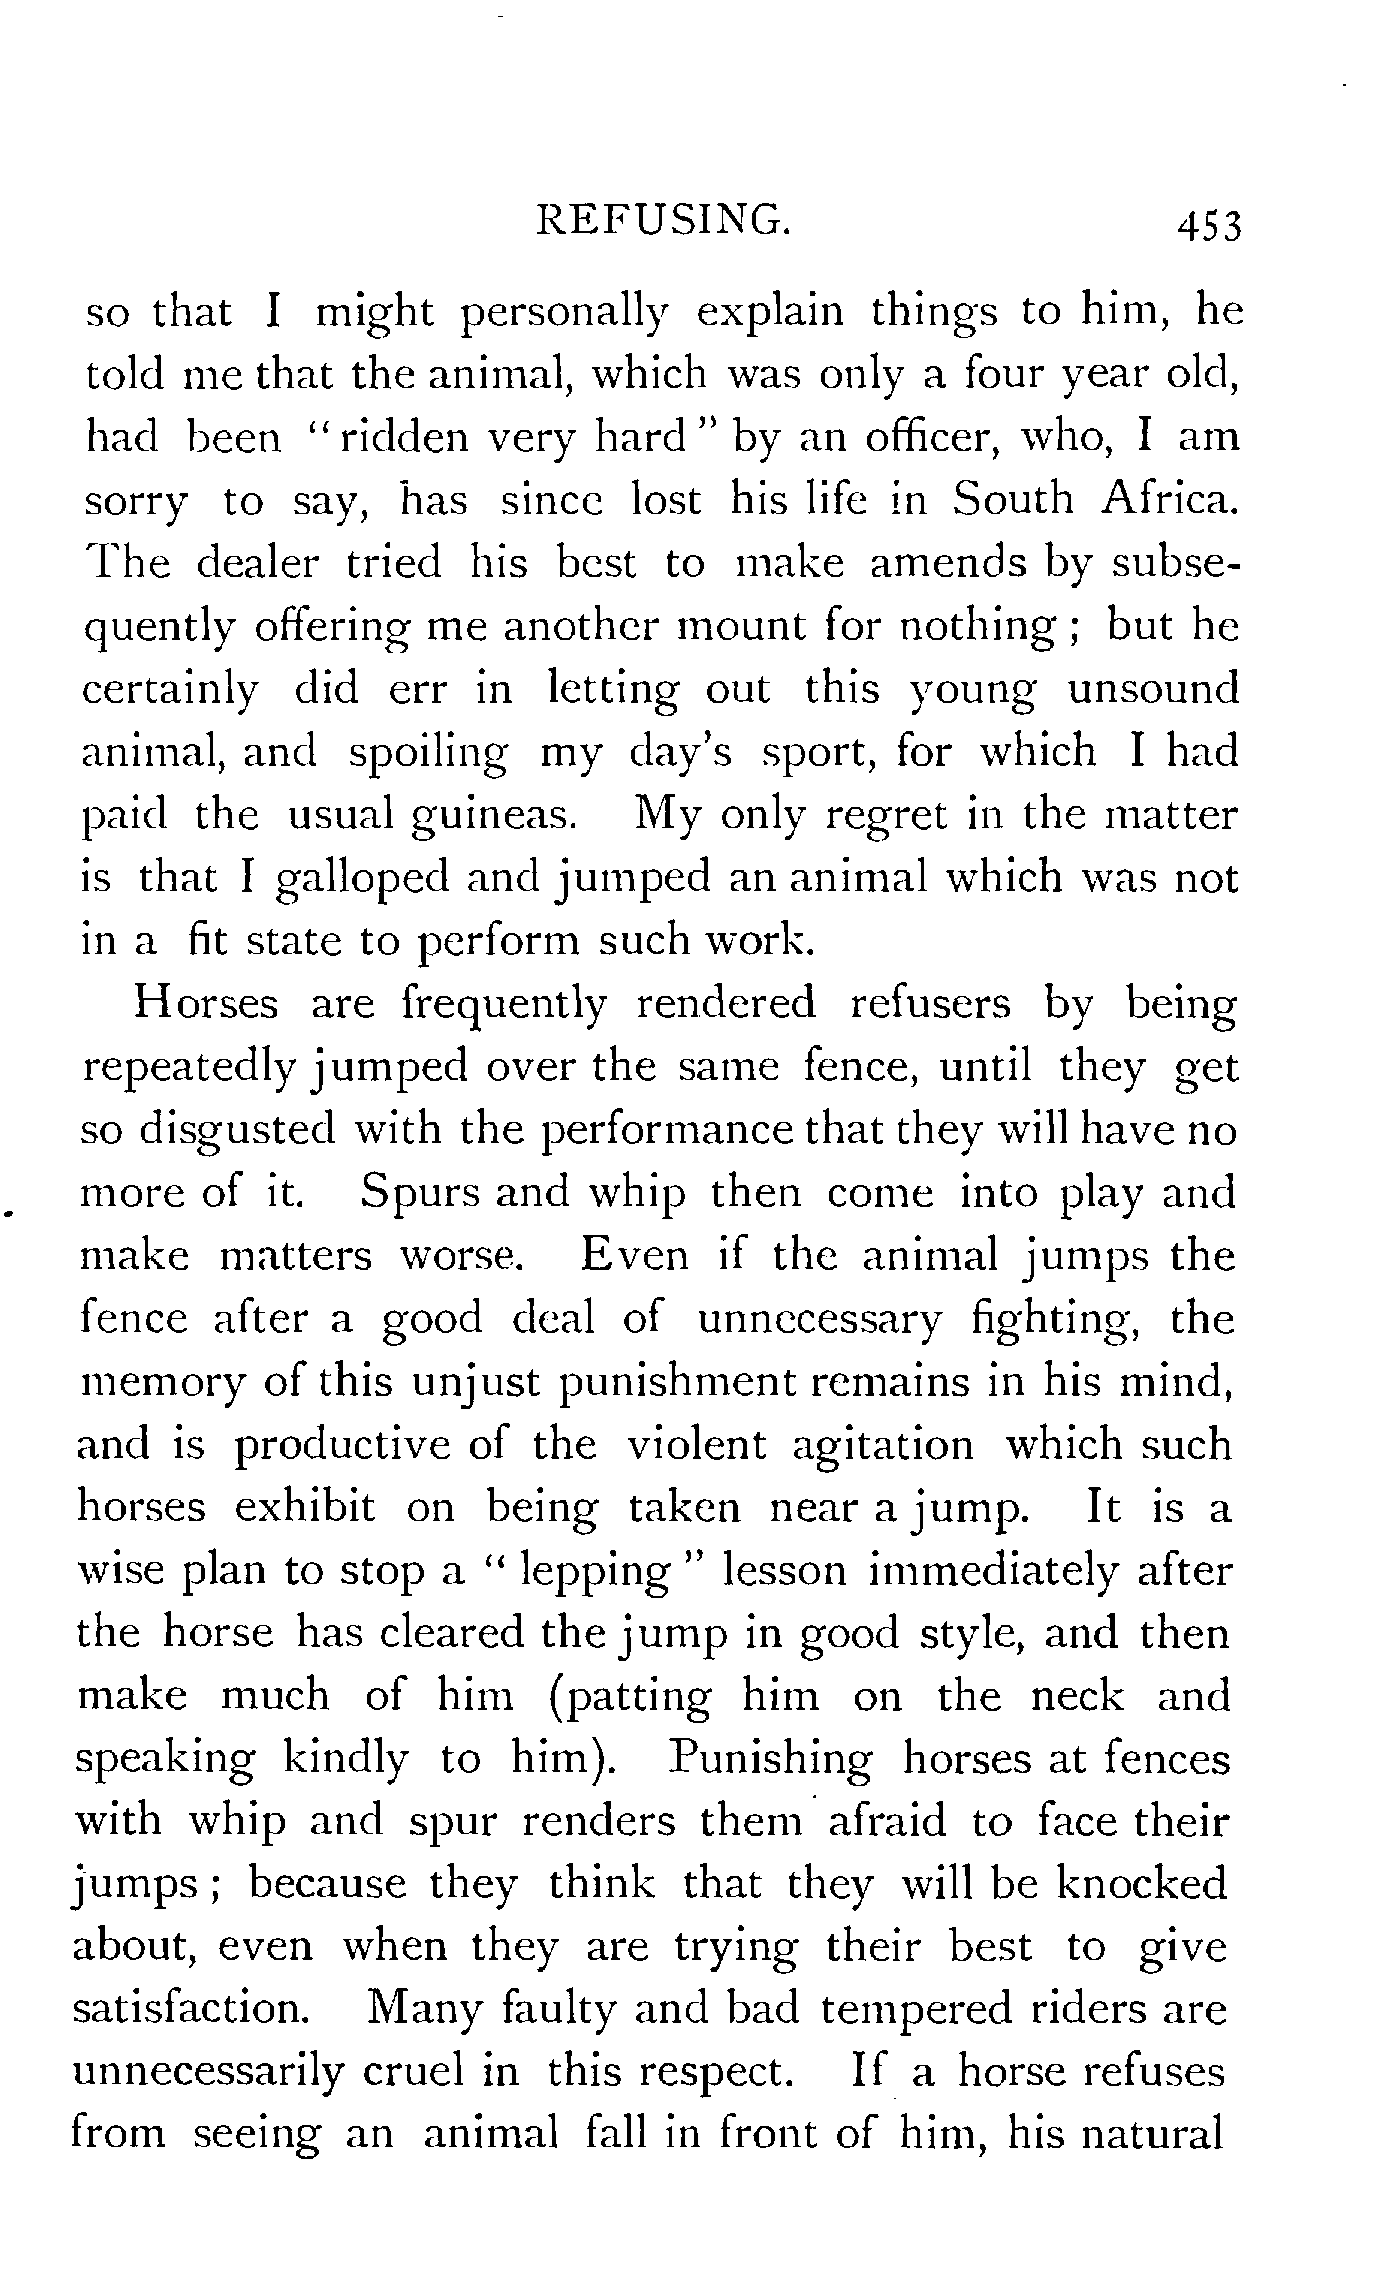 REFUSING. 453
so that I might personally explain things to him, he
told me that the animal, which was only a four year old,
had been “ ridden very hard ” by an officer, who, I am
sorry to say, has since lost his life in South Africa.
The dealer tried his best to make amends by subse-
quently offering me another mount for nothing ; but he
certainly did err in letting out this young unsound
animal, and spoiling my day’s sport, for which I had
paid the usual guineas. My only regret in the matter
is that I galloped and jumped an animal which was not
in a fit state to perform such work.
Horses are frequently rendered refusers by being
repeatedly jumped over the same fence, until they get
so disgusted with the performance that they will have no
more of it. Spurs and whip then come into play and
make matters worse. Even if the animal jumps the
fence after a good deal of unnecessary fighting, the
memory of this unjust punishment remains in his mind,
and is productive of the violent agitation which such
horses exhibit on being taken near a jump. It is a
wise plan to stop a “ lepping ” lesson immediately after
the horse has cleared the jump in good style, and then
make much of him (patting him on the neck and
speaking kindly to him). Punishing horses at fences
with whip and spur renders them afraid to face their
jumps ; because they think that they will be knocked
about, even when they are trying their best to give
satisfaction. Many faulty and bad tempered riders are
unnecessarily cruel in this respect. If a horse refuses
from seeing an animal fall in front of him, his natural